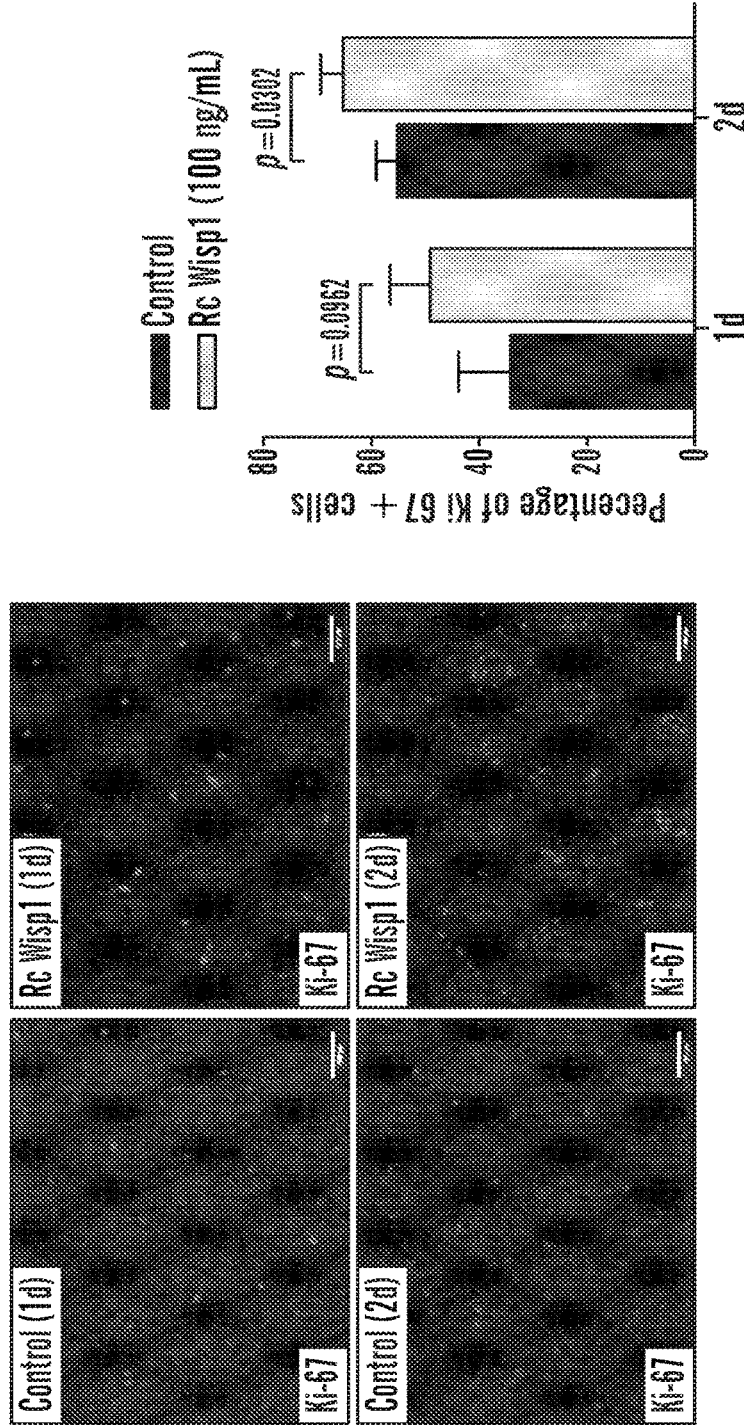 Control (1d)
Ki-67
Rc Wisp1 (1d)
Ki-67
Control (2d)
Ki-67
Rc Wisp1 (2d)
Ki-67
Control
Rc Wisp1 (100 ng/mL)
Pecentage of Ki 67 + cells
80
60
40
20
0
p=0.0962
p=0.0302
1d
2d